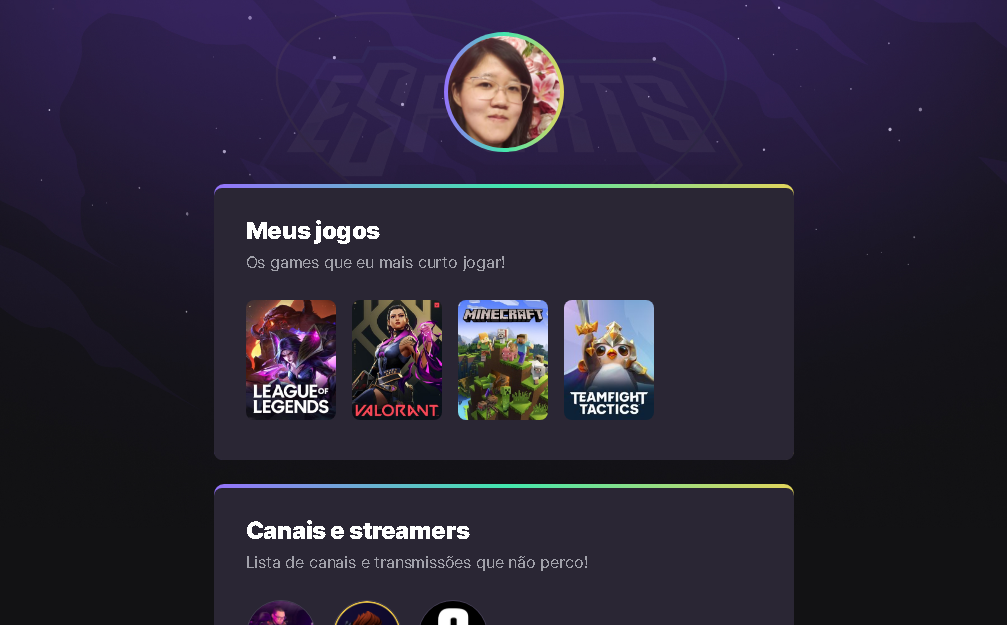 ESPORTS
Meus jogos
Os games que eu mais curto jogar!
LEAGUE OF
LEGENDS
VALORANT
MINECRAFT
TEAMFIGHT
TACTICS
Canais e streamers
Lista de canais e transmissões que não perco!